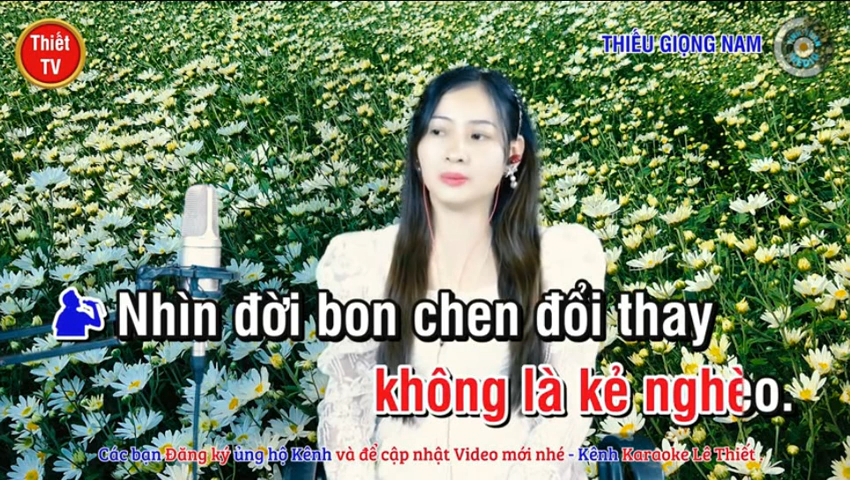 Thiết
TV
THIẾU GIỌNG NAM
Nhìn đời bon chen đổi thay
không là kẻ nghèo.
Các bạn Đăng ký ùng hộ Kênh và để cập nhật Video mới nhé - Kênh Karaoke Lê Thiết .